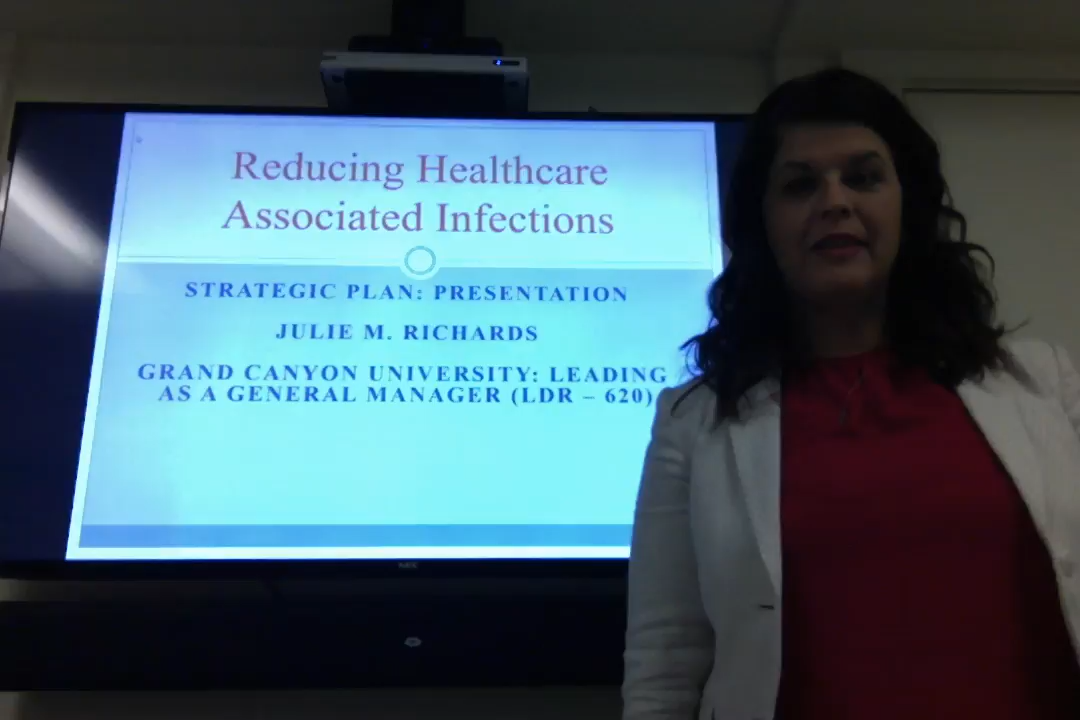 Reducing Healthcare
Associated Infections
STRATEGIC PLAN: PRESENTATION
JULIE M. RICHARDS
GRAND CANYON UNIVERSITY: LEADING
AS A GENERAL MANAGER (LDR – 620)
NEC